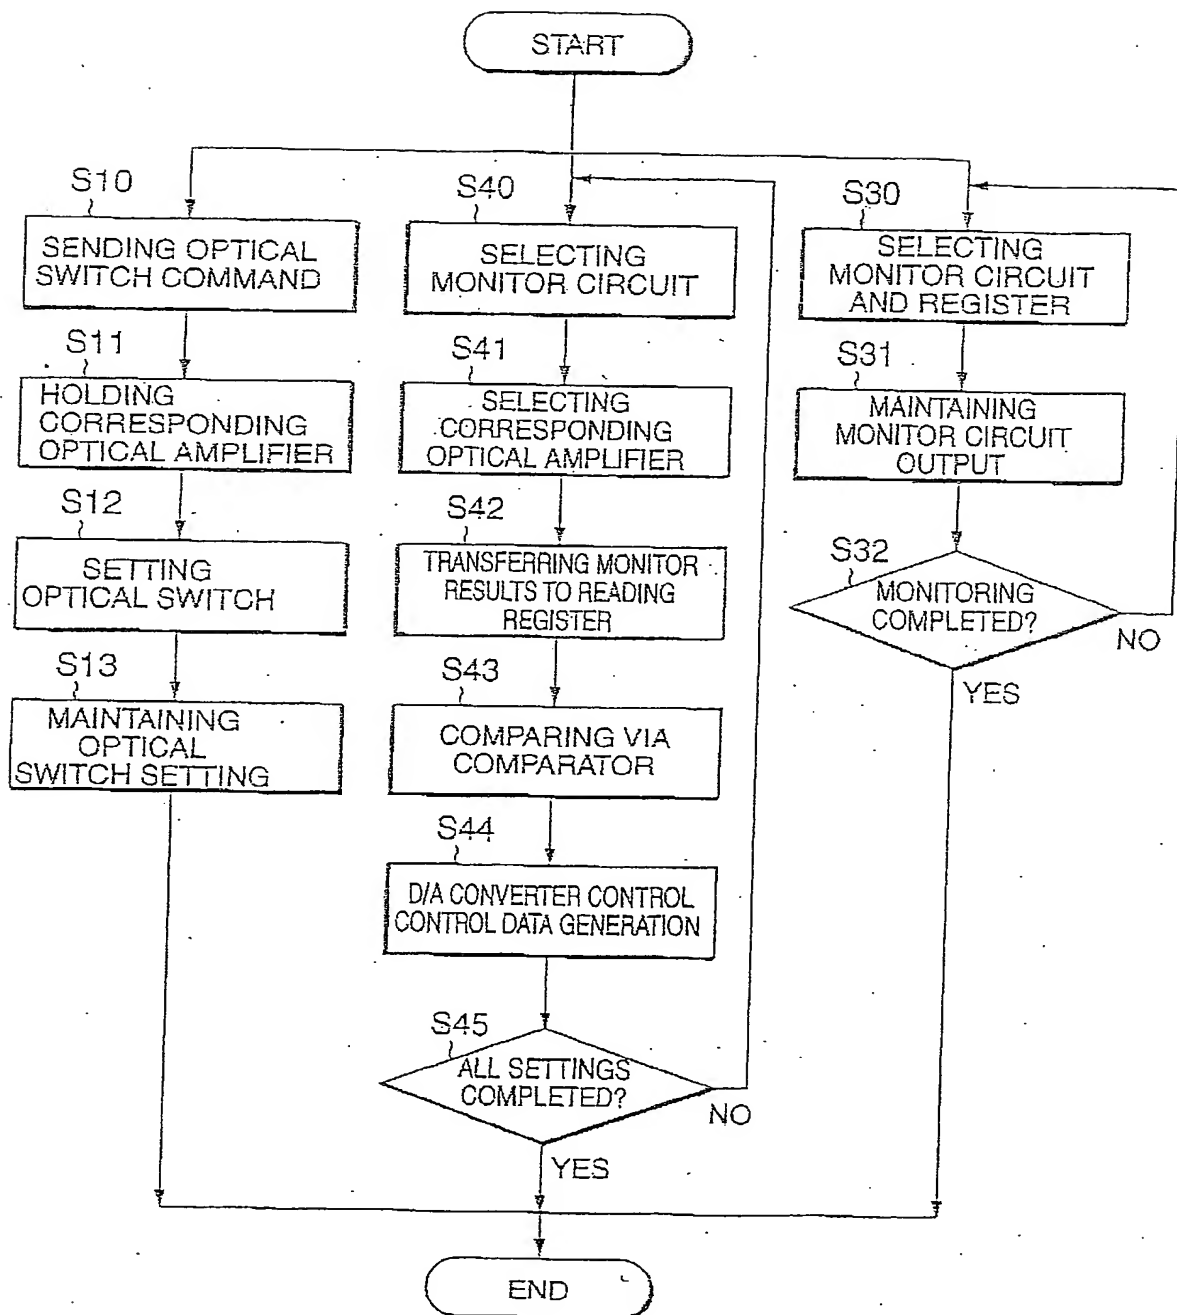 START
S10
SENDING OPTICAL
SWITCH COMMAND
S11
HOLDING
CORRESPONDING
OPTICAL AMPLIFIER
S12
SETTING
OPTICAL SWITCH
S13
MAINTAINING
OPTICAL
SWITCH SETTING
S40
SELECTING
MONITOR CIRCUIT
S41
SELECTING
CORRESPONDING
OPTICAL AMPLIFIER
S42
TRANSFERRING MONITOR
RESULTS TO READING
REGISTER
S43
COMPARING VIA
COMPARATOR
S44
D/A CONVERTER CONTROL
CONTROL DATA GENERATION
S45
ALL SETTINGS
COMPLETED?
NO
YES
S30
SELECTING
MONITOR CIRCUIT
AND REGISTER
S31
MAINTAINING
MONITOR CIRCUIT
OUTPUT
S32
MONITORING
COMPLETED?
NO
YES
END